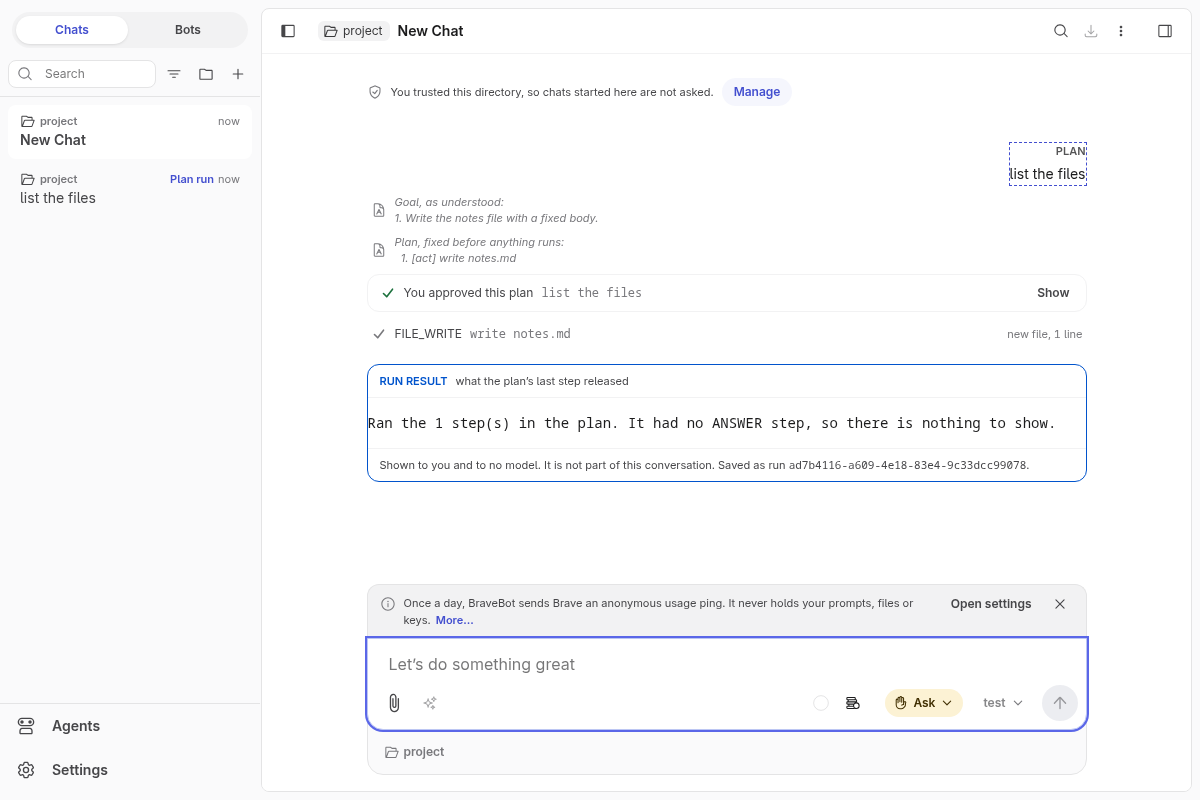 Chats
Bots
Search
project
now
New Chat
project
Plan run now
list the files
Agents
Settings
project
New Chat
You trusted this directory, so chats started here are not asked.
Manage
PLAN
list the files
Goal, as understood:
1. Write the notes file with a fixed body.
Plan, fixed before anything runs:
1. [act] write notes.md
You approved this plan list the files
Show
FILE_WRITE write notes.md
new file, 1 line
RUN RESULT what the plan's last step released
Ran the 1 step(s) in the plan. It had no ANSWER step, so there is nothing to show.
Shown to you and to no model. It is not part of this conversation. Saved as run ad7b4116-a609-4e18-83e4-9c33dcc99078.
Once a day, BraveBot sends Brave an anonymous usage ping. It never holds your prompts, files or
keys. More...
Open settings
Let's do something great
Ask
test
project